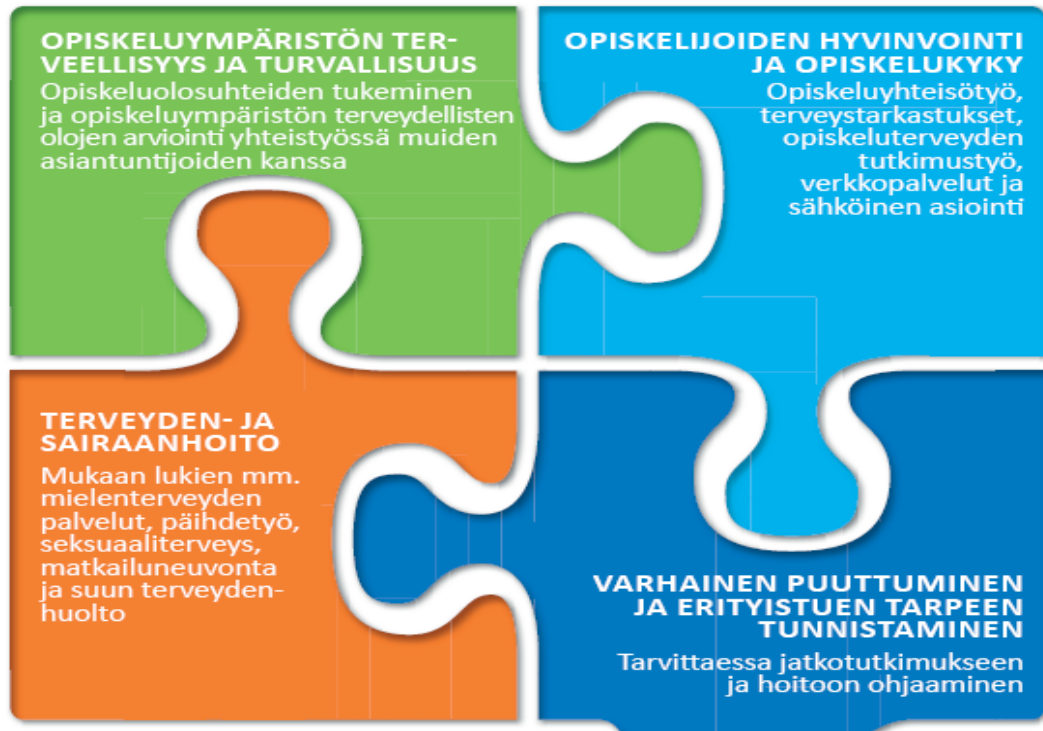 OPISKELUYMPÄRISTÖN TER-
VEELLISYYS JA TURVALLISUUS
Opiskeluolosuhteiden tukeminen
ja opiskeluympäristön terveydellisten
olojen arviointi yhteistyössä muiden
asiantuntijoiden kanssa
OPISKELIJOIDEN HYVINVOINTI
JA OPISKELUKYKY
Opiskeluyhteisötyö,
terveystarkastukset,
opiskeluterveyden
tutkimustyö,
verkkopalvelut ja
sähköinen asiointi
TERVEYDEN- JA
SAIRAANHOITO
Mukaan lukien mm.
mielenterveyden
palvelut, päihdetyö,
seksuaaliterveys,
matkailuneuvonta
ja suun terveyden-
huolto
VARHAINEN PUUTTUMINEN
JA ERITYISTUEN TARPEEN
TUNNISTAMINEN
Tarvittaessa jatkotutkimukseen
ja hoitoon ohjaaminen